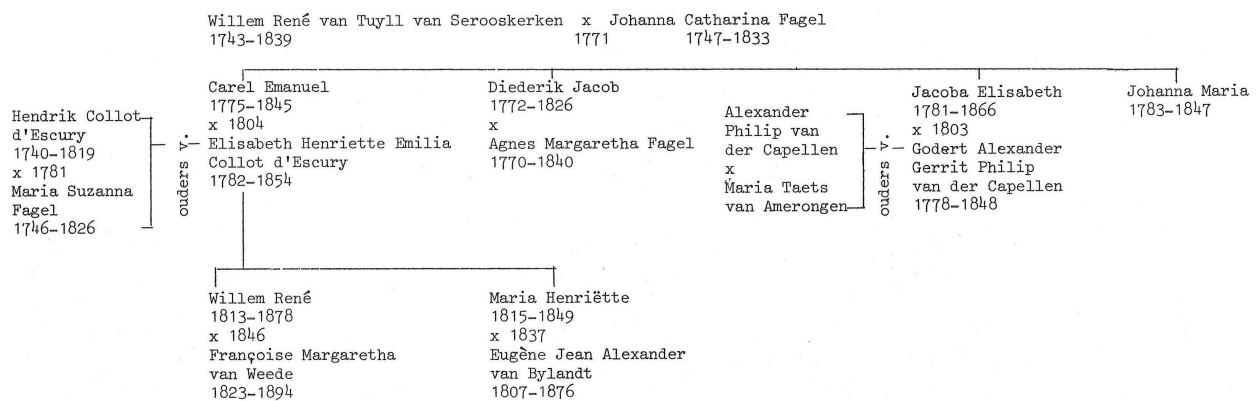 Willem René van Tuyll van Serooskerken x Johanna Catharina Fagel
1743-1839 1771 1747-1833
Carel Emanuel
1775-1845
x 1804
Elisabeth Henriette Emilia
Collot d'Escury
1782-1854
Hendrik Collot
d'Escury
1740-1819
x 1781
Maria Suzanna
Fagel
1746-1826
ouders v.
Diederik Jacob
1772-1826
x
Agnes Margaretha Fagel
1770-1840
Alexander
Philip van
der Capellen
x
Maria Taets
van Amerongen
ouders v.
Jacoba Elisabeth
1781-1866
x 1803
Godert Alexander
Gerrit Philip
van der Capellen
1778-1848
Johanna Maria
1783-1847
Willem René
1813-1878
x 1846
Françoise Margaretha
van Weede
1823-1894
Maria Henriëtte
1815-1849
x 1837
Eugène Jean Alexander
van Bylandt
1807-1876